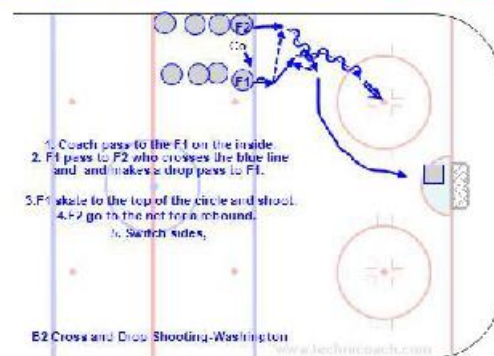 F2
Co
F1
1. Coach pass to the F1 on the inside.
2. F1 pass to F2 who crosses the blue line
and and makes a drop pass to F1.
3.F1 skate to the top of the circle and shoot.
4.F2 go to the net for a rebound.
5. Switch sides,
B2 Cross and Drop Shooting-Washington
www.technicoach.com